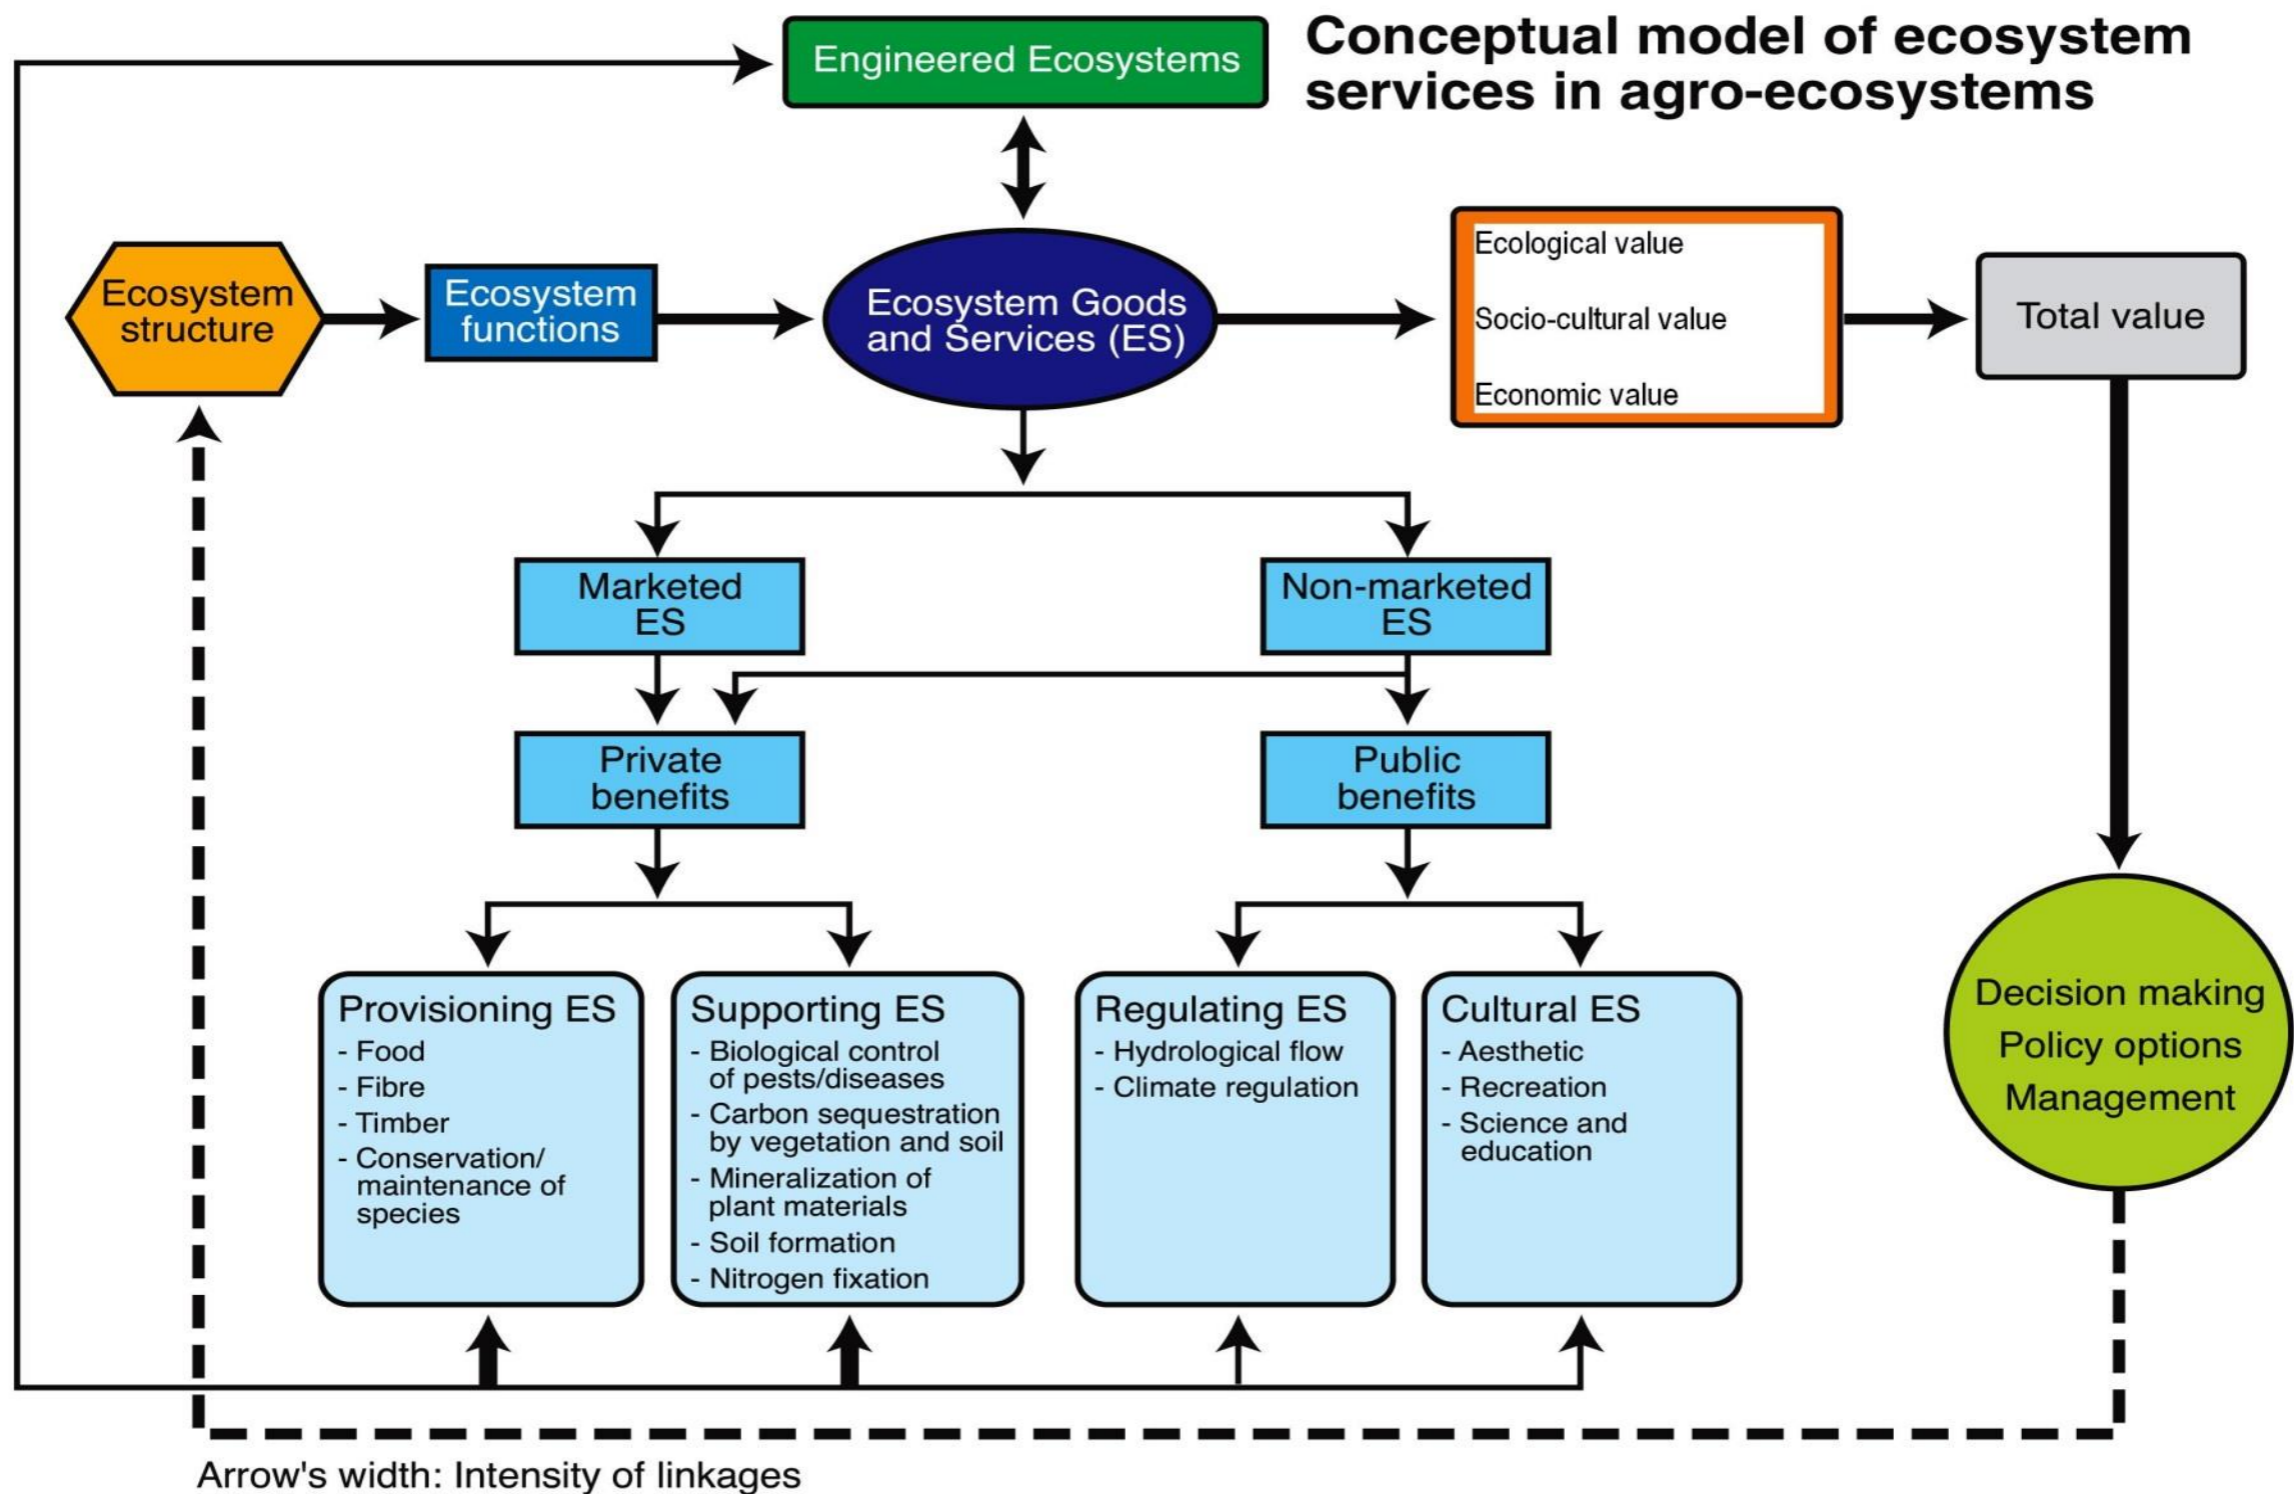 Engineered Ecosystems
Conceptual model of ecosystem
services in agro-ecosystems
Ecosystem
structure
Ecosystem
functions
Ecosystem Goods
and Services (ES)
Ecological value
Socio-cultural value
Economic value
Total value
Marketed
ES
Non-marketed
ES
Private
benefits
Public
benefits
Provisioning ES
- Food
- Fibre
- Timber
- Conservation/
maintenance of
species
Supporting ES
- Biological control
of pests/diseases
- Carbon sequestration
by vegetation and soil
- Mineralization of
plant materials
- Soil formation
- Nitrogen fixation
Regulating ES
- Hydrological flow
- Climate regulation
Cultural ES
- Aesthetic
- Recreation
- Science and
education
Decision making
Policy options
Management
Arrow's width: Intensity of linkages